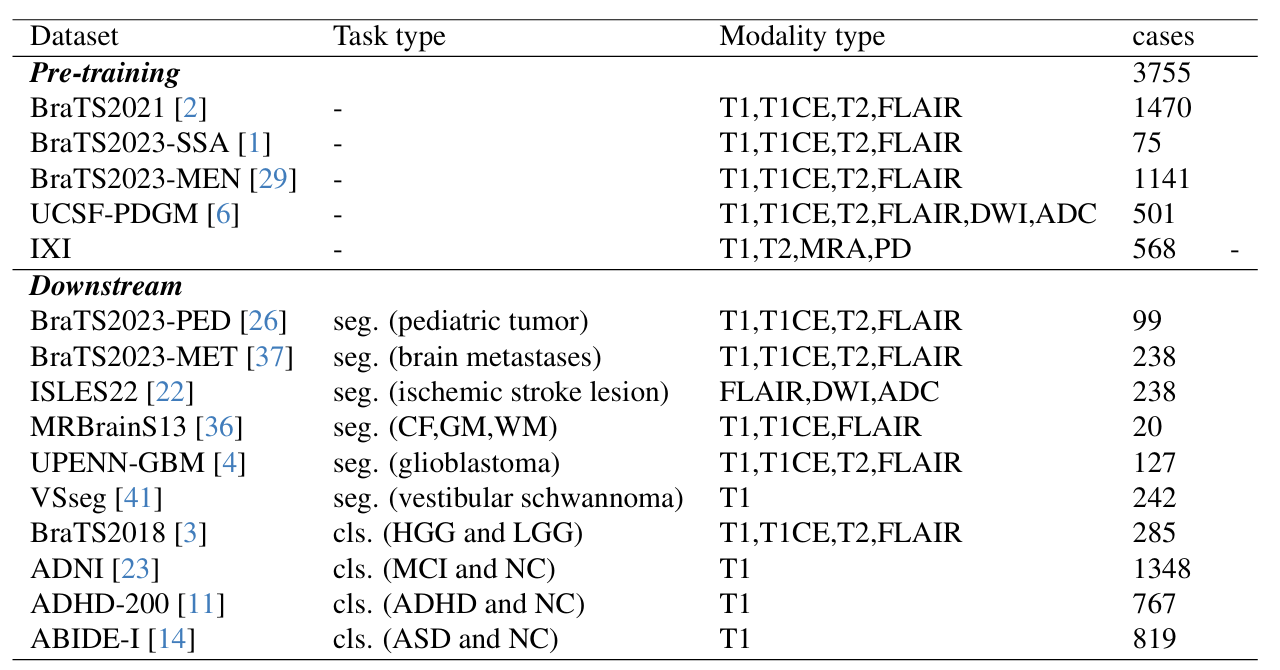 Dataset Task type Modality type cases
Pre-training 3755
BraTS2021 [2] - T1,T1CE,T2,FLAIR 1470
BraTS2023-SSA [1] - T1,T1CE,T2,FLAIR 75
BraTS2023-MEN [29] - T1,T1CE,T2,FLAIR 1141
UCSF-PDGM [6] - T1,T1CE,T2,FLAIR,DWI,ADC 501
IXI - T1,T2,MRA,PD 568 -
Downstream
BraTS2023-PED [26] seg. (pediatric tumor) T1,T1CE,T2,FLAIR 99
BraTS2023-MET [37] seg. (brain metastases) T1,T1CE,T2,FLAIR 238
ISLES22 [22] seg. (ischemic stroke lesion) FLAIR,DWI,ADC 238
MRBrainS13 [36] seg. (CF,GM,WM) T1,T1CE,FLAIR 20
UPENN-GBM [4] seg. (glioblastoma) T1,T1CE,T2,FLAIR 127
VSseg [41] seg. (vestibular schwannoma) T1 242
BraTS2018 [3] cls. (HGG and LGG) T1,T1CE,T2,FLAIR 285
ADNI [23] cls. (MCI and NC) T1 1348
ADHD-200 [11] cls. (ADHD and NC) T1 767
ABIDE-I [14] cls. (ASD and NC) T1 819